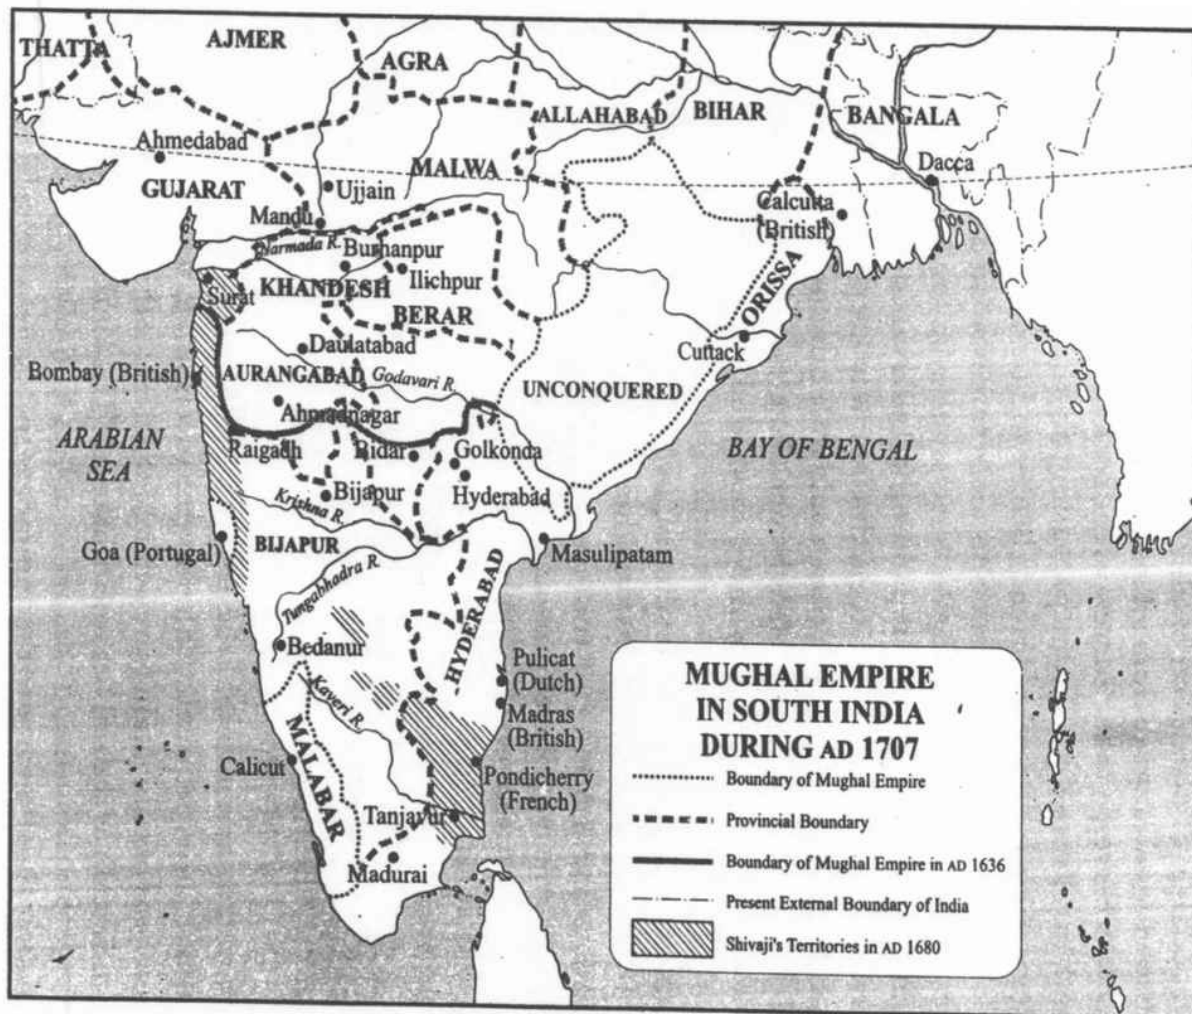 THATTA
AJMER
AGRA
ALLAHABAD
BIHAR
BANGALA
Ahmedabad
GUJARAT
MALWA
Ujjain
Dacca
Mandu
Calcutta
(British)
Narmada R.
Burhanpur
Ilichpur
Surat
KHANDESH
BERAR
ORISSA
Daulatabad
Cuttack
Bombay (British)
AURANGABAD
Godavari R.
UNCONQUERED
Ahmadnagar
ARABIAN
SEA
Raigadh
Bidar
Golkonda
BAY OF BENGAL
Hyderabad
Bijapur
Krishna R.
Goa (Portugal)
BIJAPUR
Masulipatam
Tungabhadra R.
HYDERABAD
Bedanur
Kaveri R.
Pulicat
(Dutch)
Madras
(British)
MALABAR
Calicut
Pondicherry
(French)
Tanjavur
Madurai
MUGHAL EMPIRE
IN SOUTH INDIA
DURING AD 1707
Boundary of Mughal Empire
Provincial Boundary
Boundary of Mughal Empire in AD 1636
Present External Boundary of India
Shivaji's Territories in AD 1680